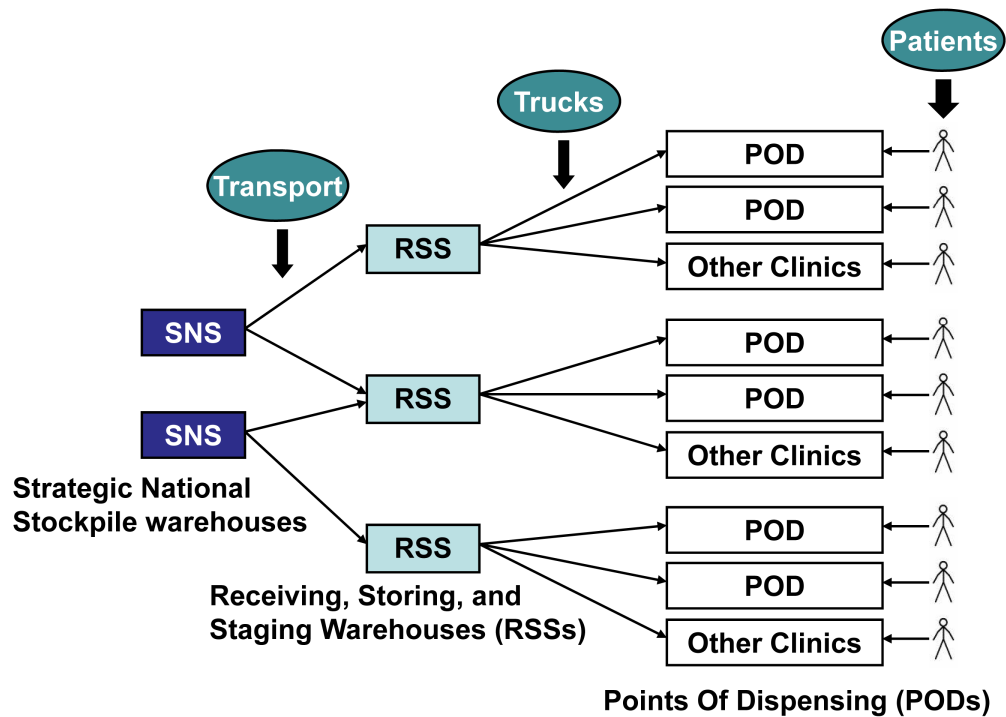 Patients
Trucks
Transport
POD
POD
RSS
Other Clinics
SNS
POD
RSS
POD
SNS
Other Clinics
Strategic National
Stockpile warehouses
POD
RSS
POD
Receiving, Storing, and
Staging Warehouses (RSSs)
Other Clinics
Points Of Dispensing (PODs)